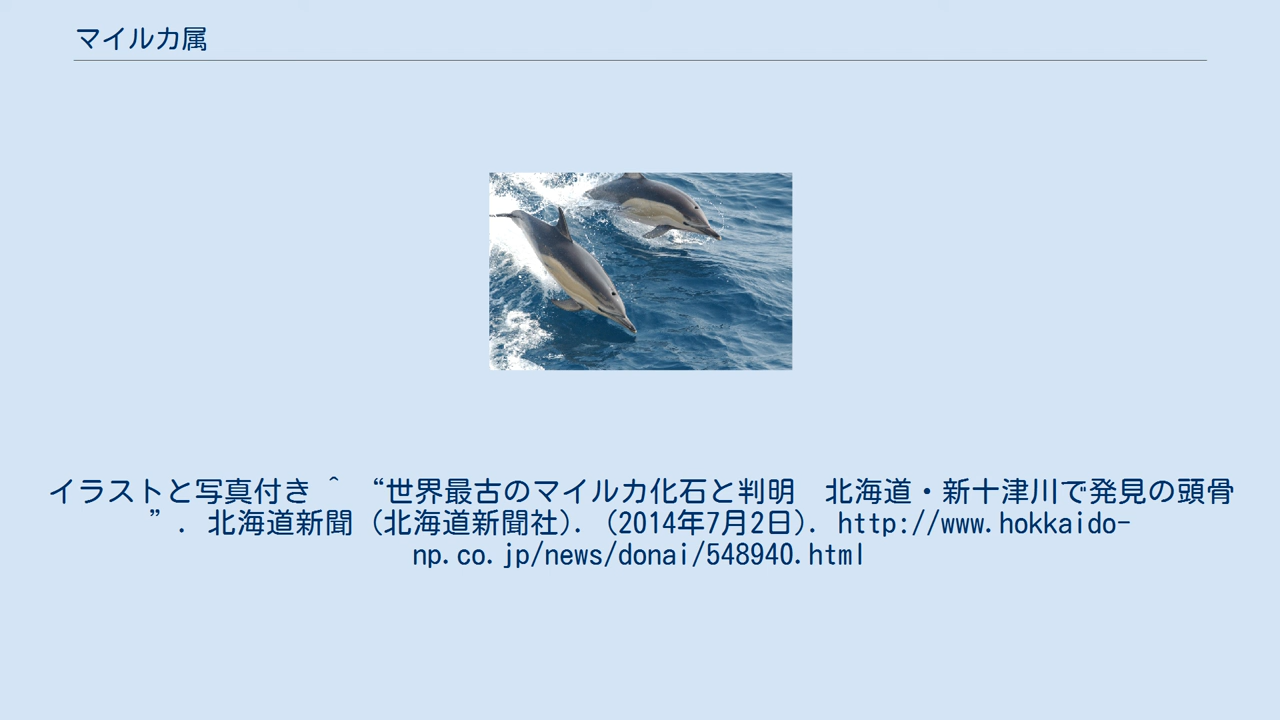 マイルカ属
イラストと写真付き ^ “世界最古のマイルカ化石と判明　北海道・新十津川で発見の頭骨
”. 北海道新聞 (北海道新聞社). (2014年7月2日). http://www.hokkaido-
np.co.jp/news/donai/548940.html